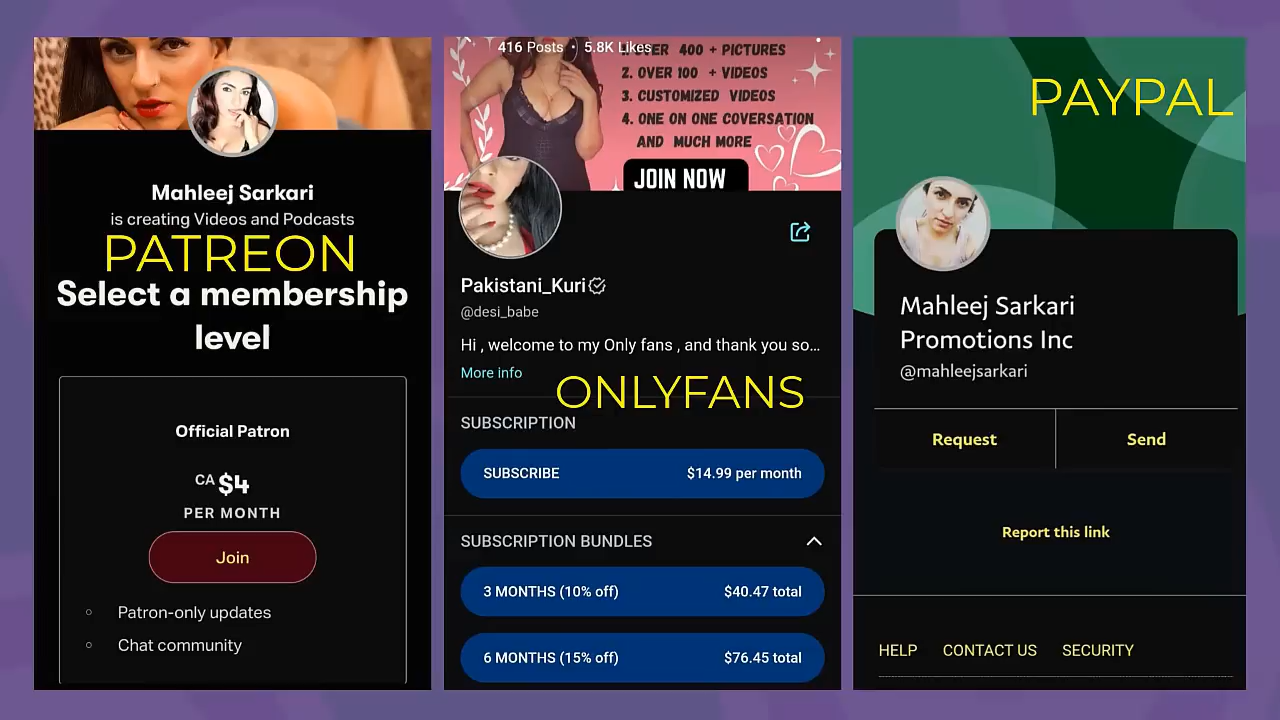 Mahleej Sarkari
is creating Videos and Podcasts
PATREON
Select a membership
level
Official Patron
CA $4
PER MONTH
Join
Patron-only updates
Chat community
416 Posts • 5.8K Likes
OVER 400 + PICTURES
2. OVER 100 + VIDEOS
3. CUSTOMIZED VIDEOS
4. ONE ON ONE COVERSATION
AND MUCH MORE
JOIN NOW
Pakistani_Kuri
@desi_babe
Hi , welcome to my Only fans , and thank you so...
More info
ONLYFANS
SUBSCRIPTION
SUBSCRIBE $14.99 per month
SUBSCRIPTION BUNDLES
3 MONTHS (10% off) $40.47 total
6 MONTHS (15% off) $76.45 total
PAYPAL
Mahleej Sarkari
Promotions Inc
@mahleejsarkari
Request Send
Report this link
HELP CONTACT US SECURITY